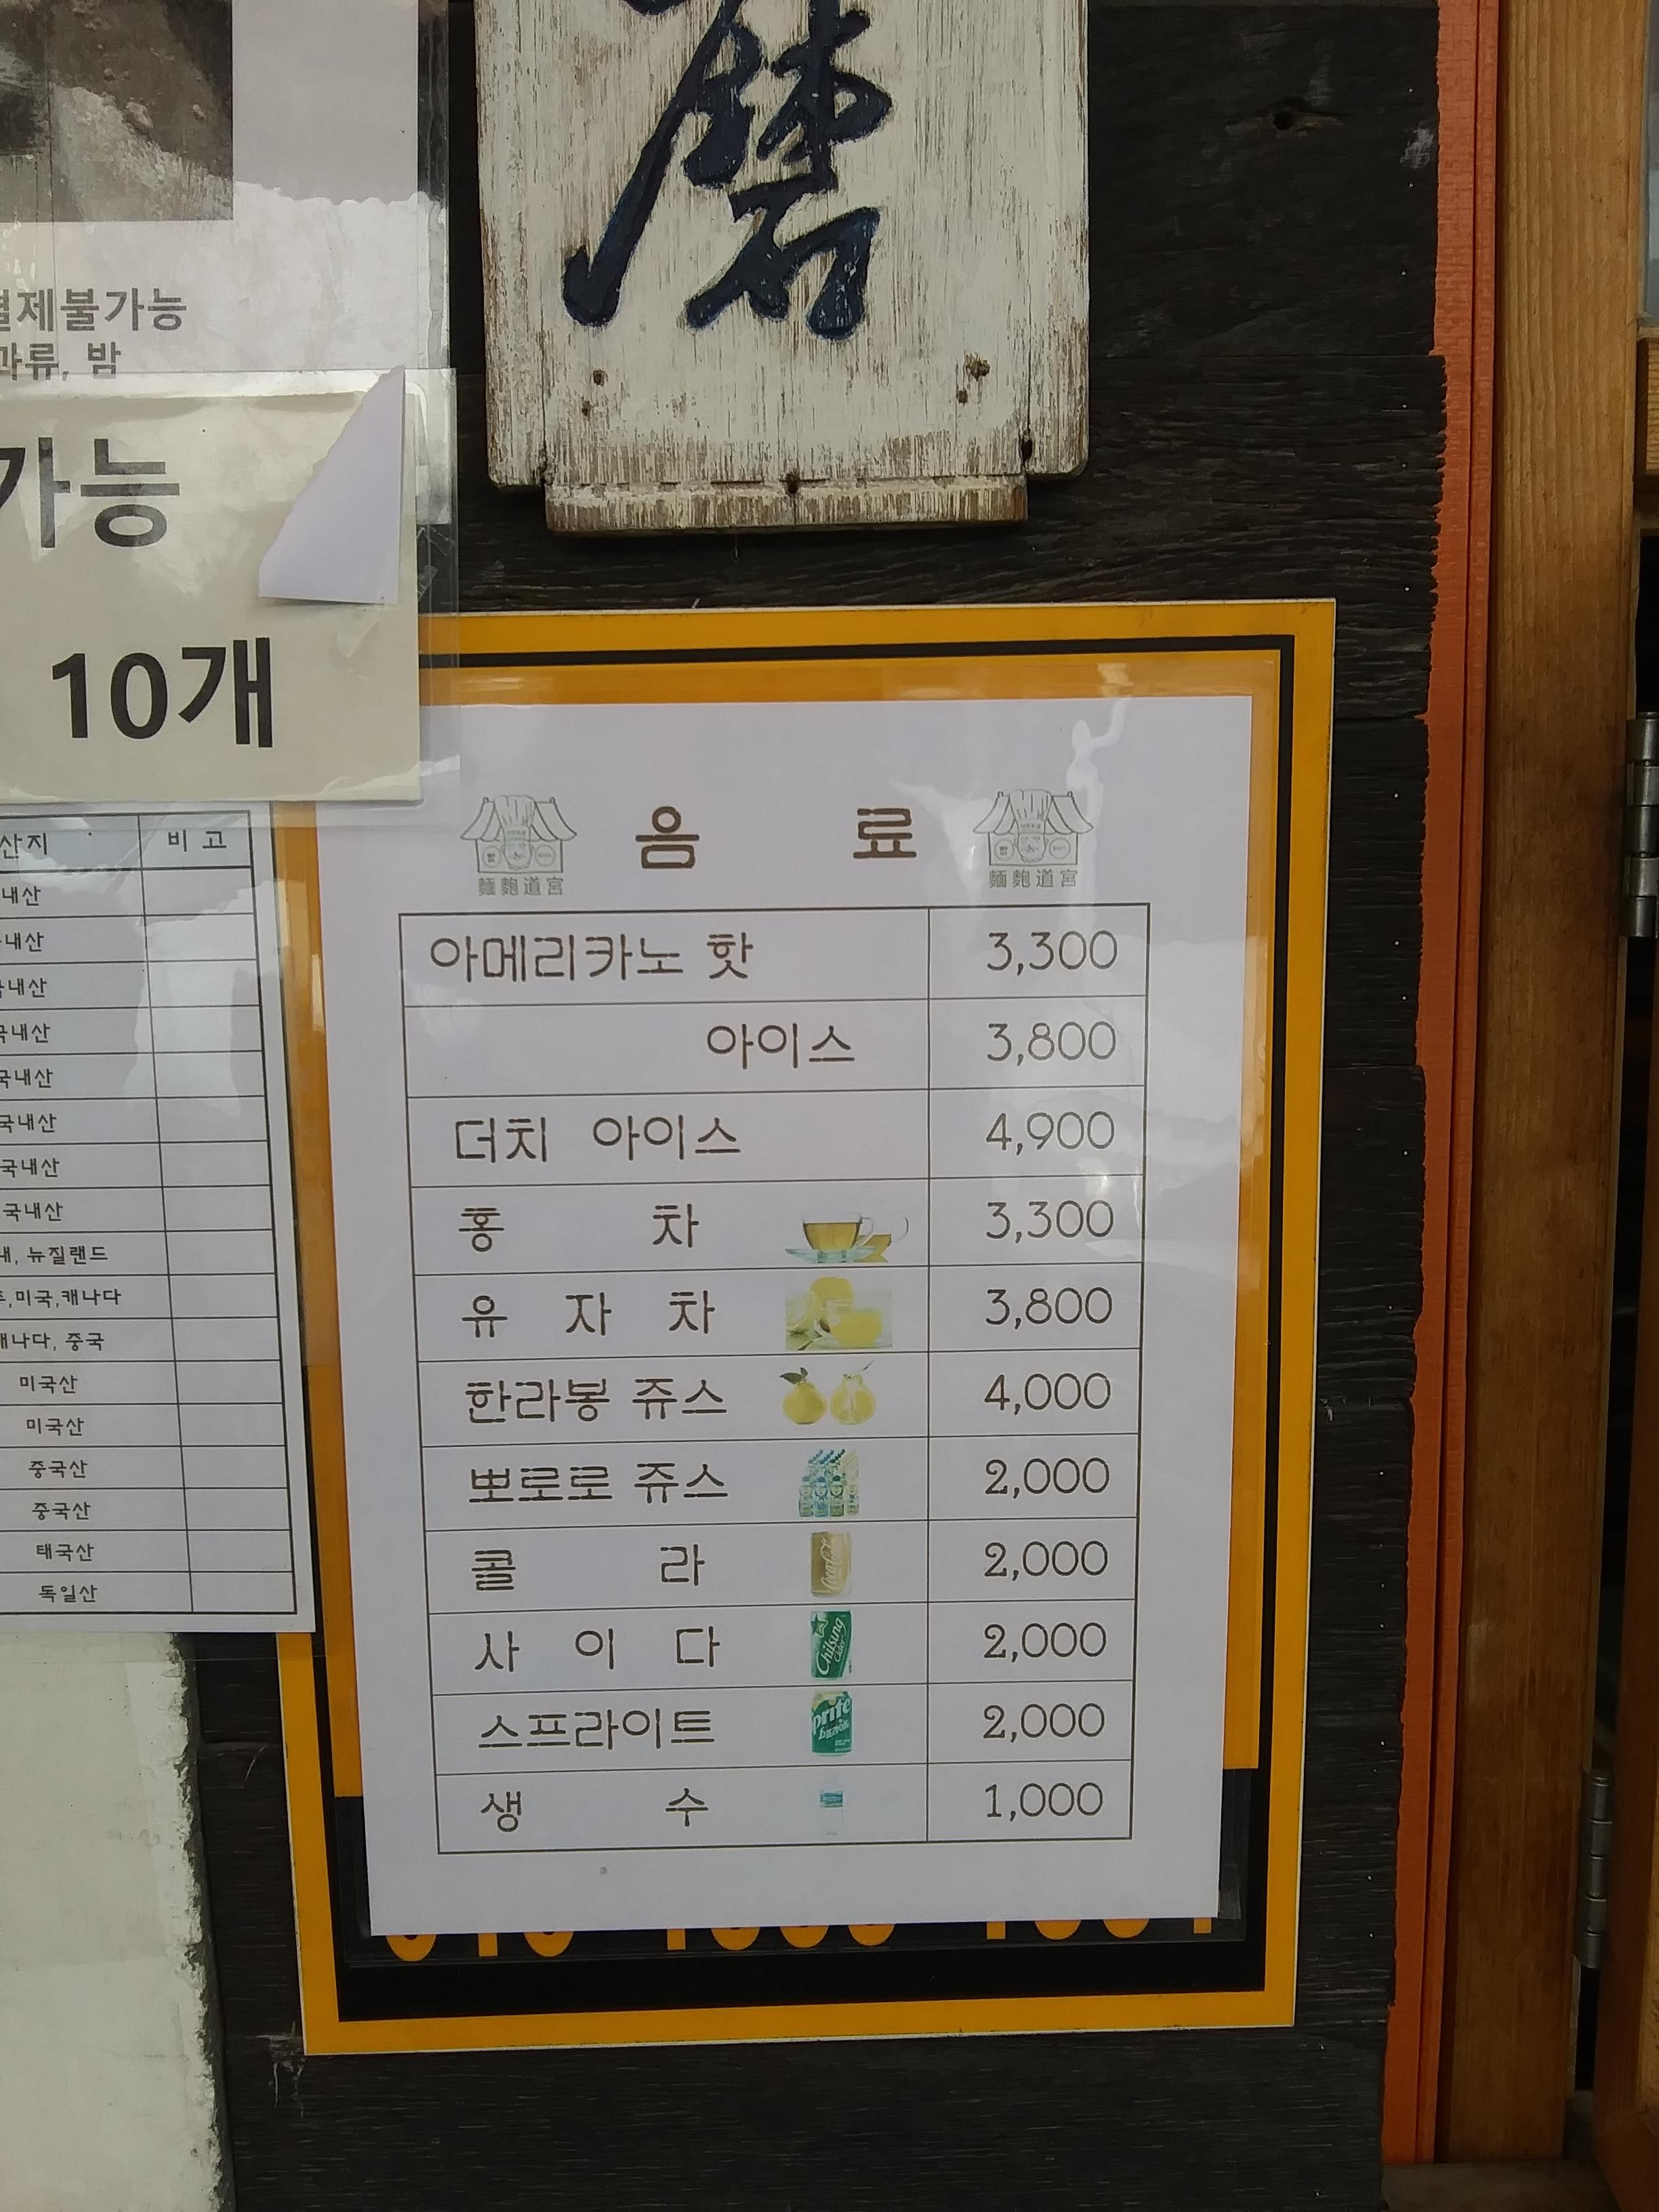 磨
결제불가능
과류, 밤
가능
10개
산지 비 고
내산
내산
국내산
국내산
국내산
국내산
국내산
국내산
내, 뉴질랜드
미국,캐나다
캐나다, 중국
미국산
미국산
중국산
중국산
태국산
독일산
음 료
麵麭道宮 麵麭道宮
아메리카노 핫 3,300
아이스 3,800
더치 아이스 4,900
홍 차 3,300
유 자 차 3,800
한라봉 쥬스 4,000
뽀로로 쥬스 2,000
콜 라 2,000
사 이 다 2,000
스프라이트 2,000
생 수 1,000